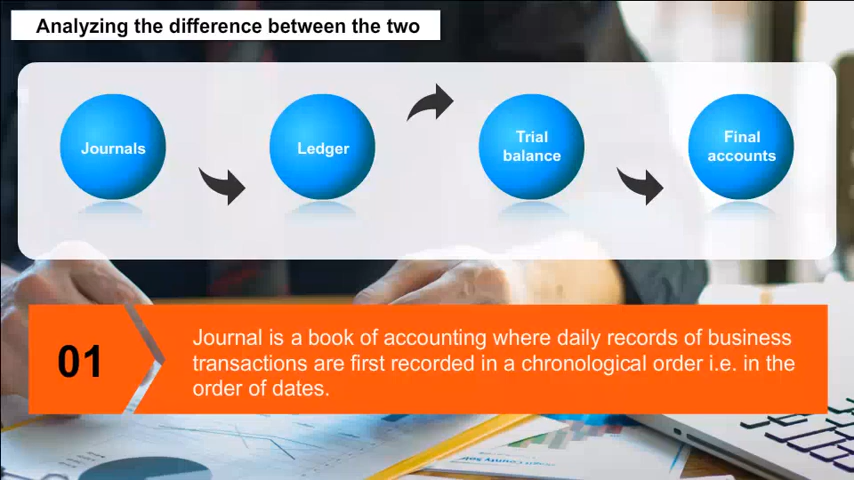 Analyzing the difference between the two
Journals
Ledger
Trial
balance
Final
accounts
01
Journal is a book of accounting where daily records of business
transactions are first recorded in a chronological order i.e. in the
order of dates.